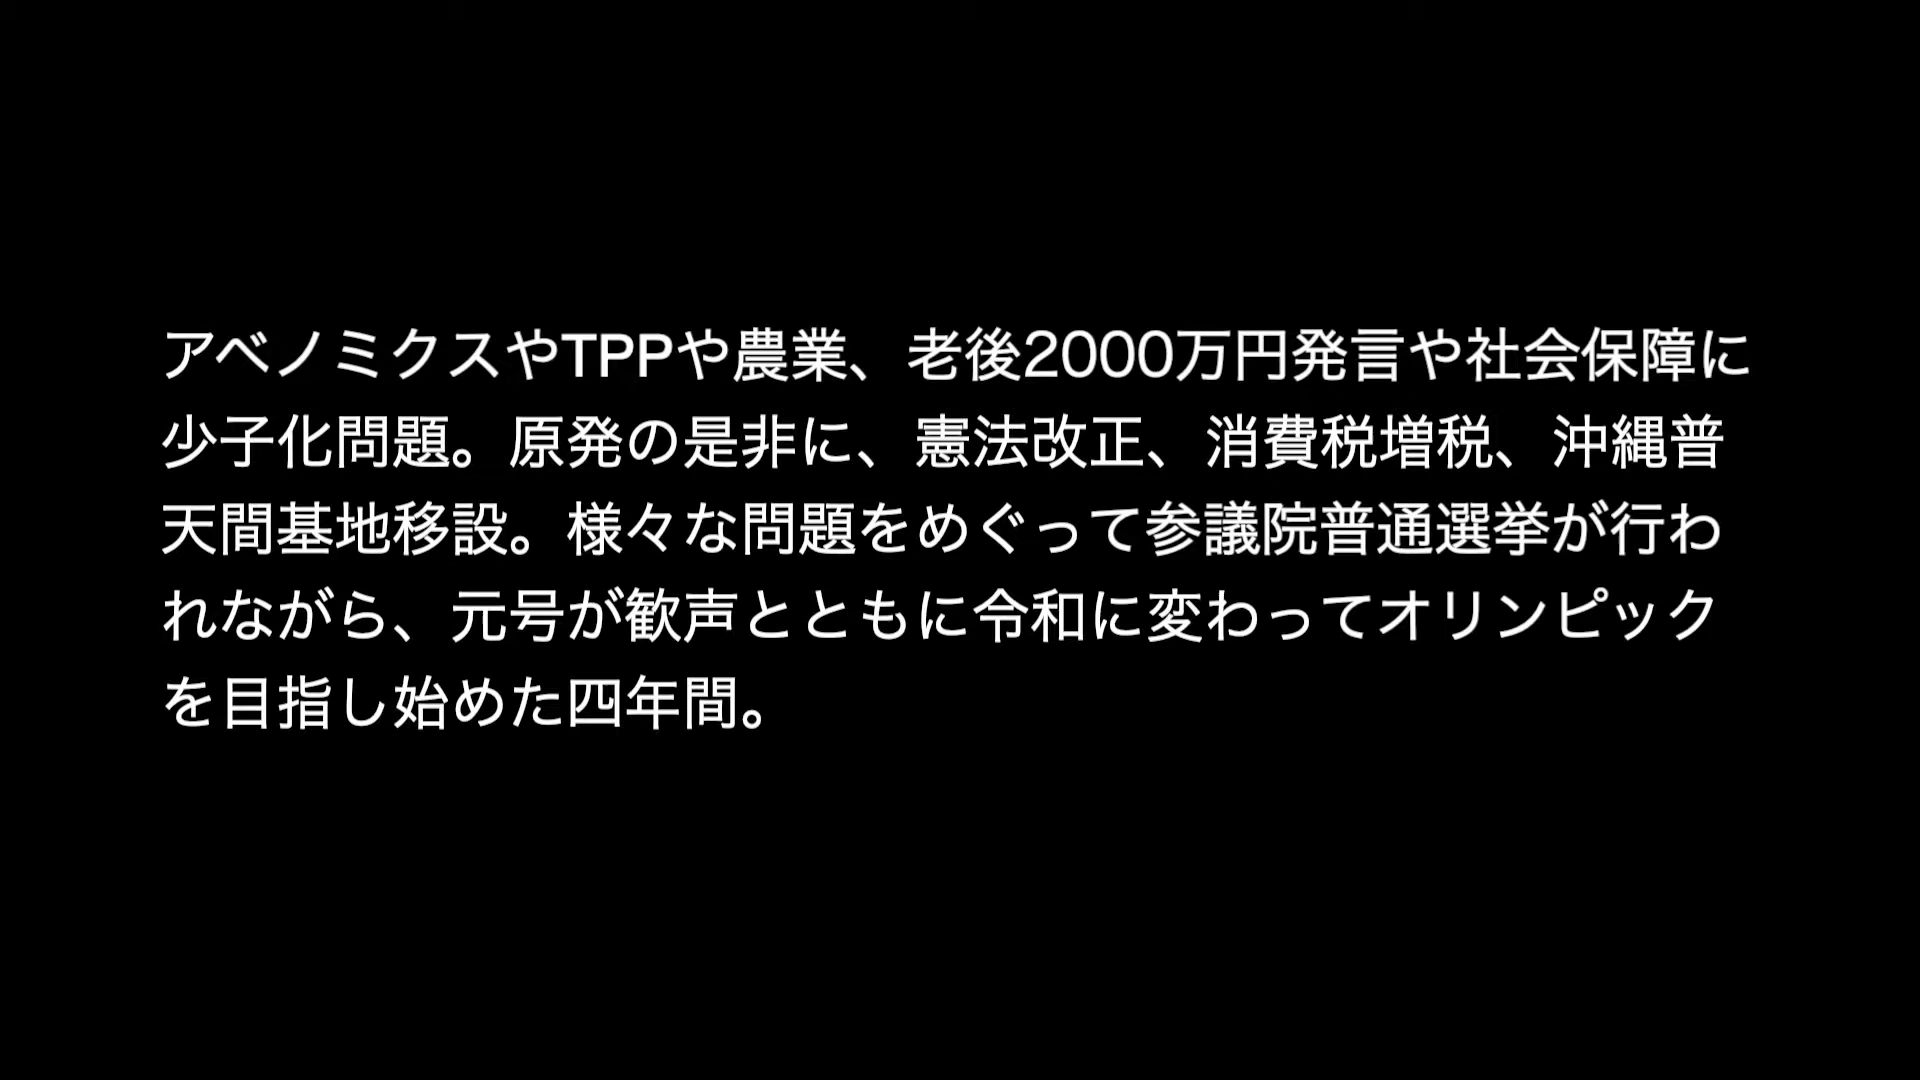 アベノミクスやTPPや農業、老後2000万円発言や社会保障に
少子化問題。原発の是非に、憲法改正、消費税増税、沖縄普
天間基地移設。様々な問題をめぐって参議院普通選挙が行わ
れながら、元号が歓声とともに令和に変わってオリンピック
を目指し始めた四年間。